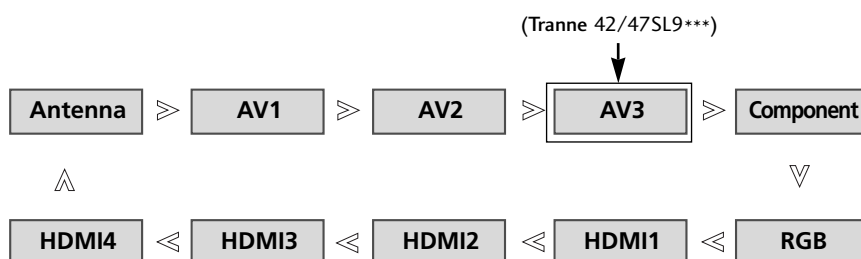 (Tranne 42/47SL9***)
Antenna AV1 AV2 AV3 Component
HDMI4 HDMI3 HDMI2 HDMI1 RGB